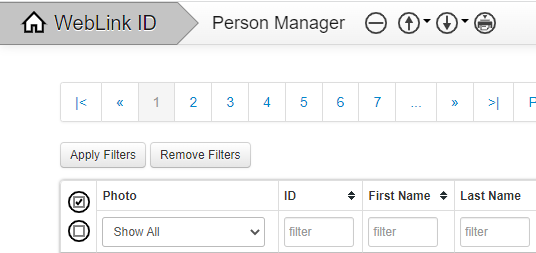 WebLink ID Person Manager
|< « 1 2 3 4 5 6 7 ... » >| P
Apply Filters Remove Filters
Photo ID First Name Last Name
Show All filter filter filter